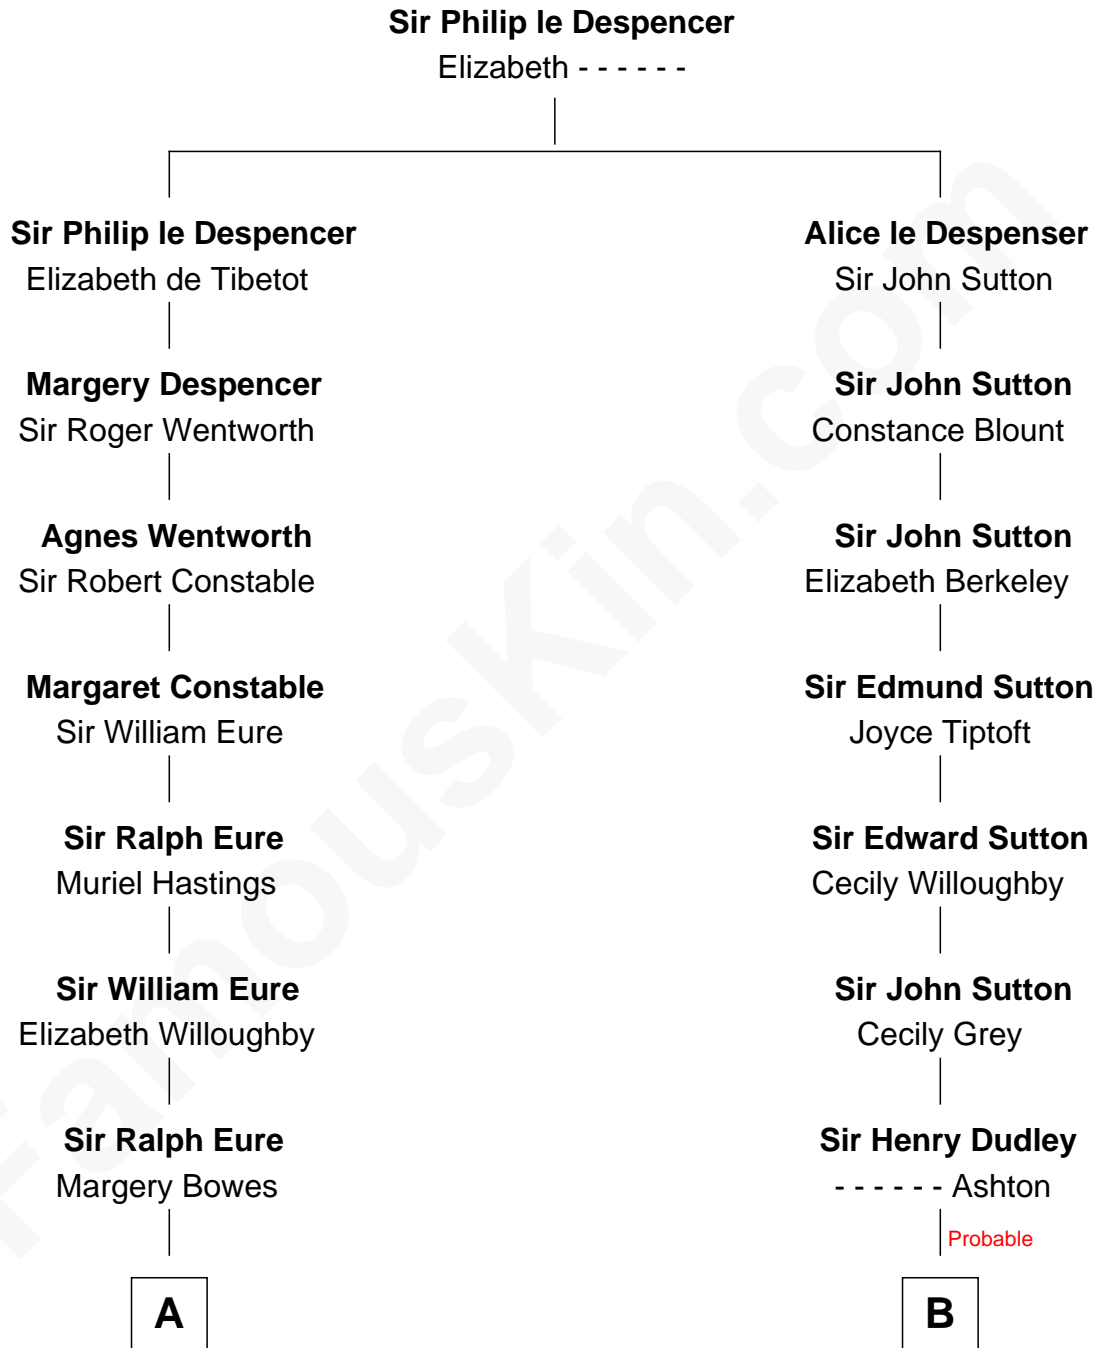 Sir Philip le Despencer
Elizabeth - - - - - -
Sir Philip le Despencer
Elizabeth de Tibetot
Margery Despencer
Sir Roger Wentworth
Agnes Wentworth
Sir Robert Constable
Margaret Constable
Sir William Eure
Sir Ralph Eure
Muriel Hastings
Sir William Eure
Elizabeth Willoughby
Sir Ralph Eure
Margery Bowes
A
Alice le Despenser
Sir John Sutton
Sir John Sutton
Constance Blount
Sir John Sutton
Elizabeth Berkeley
Sir Edmund Sutton
Joyce Tiptoft
Sir Edward Sutton
Cecily Willoughby
Sir John Sutton
Cecily Grey
Sir Henry Dudley
- - - - - - Ashton
Probable
B
FamousKin.com